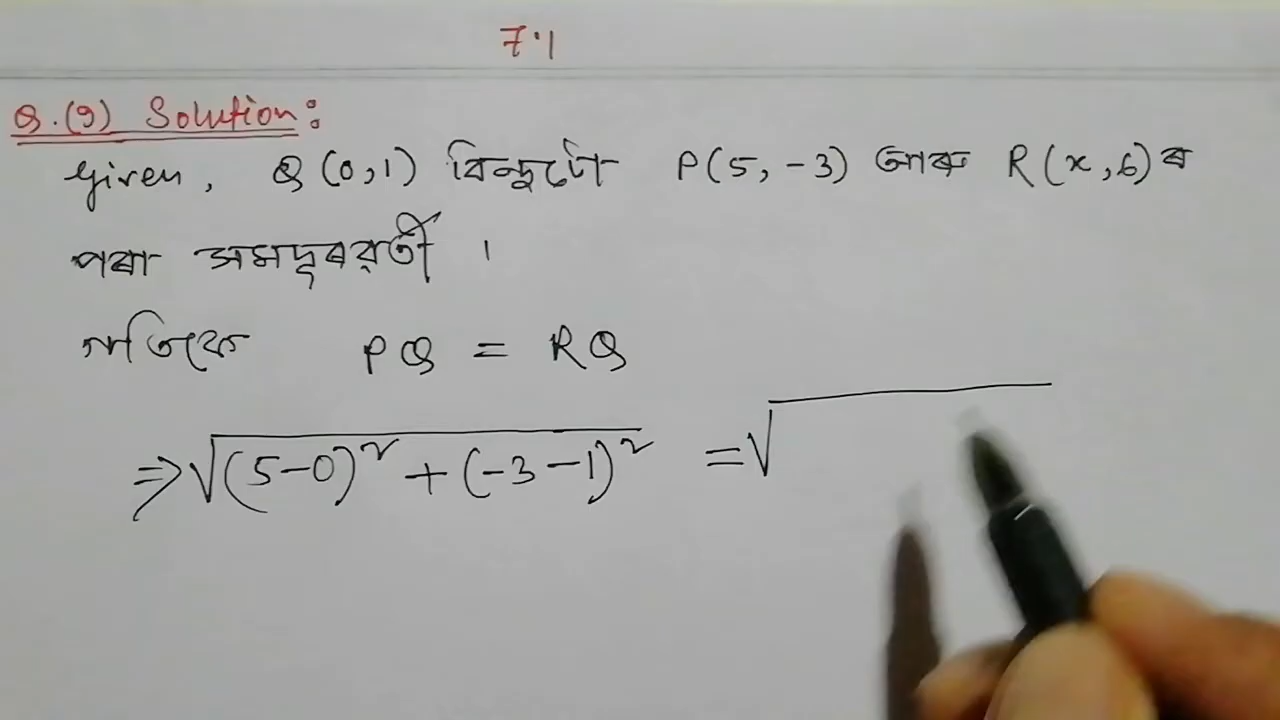 7.1
Q.(9) Solution:
Given, Q(0,1) বিন্দুটো P(5,-3) আৰু R(x,6)ৰ
পৰা সমদূৰৱৰ্তী ।
গতিকে PQ = RQ
⇒√(5-0)² + (-3-1)² =√